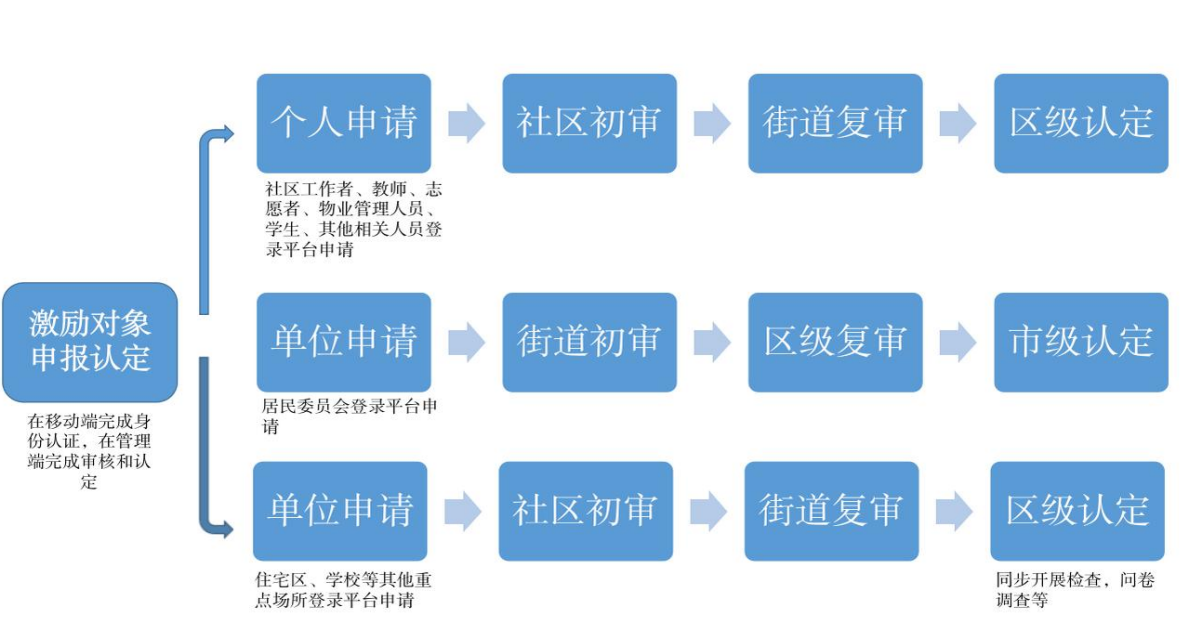 个人申请
社区初审
街道复审
区级认定
社区工作者、教师、志
愿者、物业管理人员、
学生、其他相关人员登
录平台申请
激励对象
申报认定
在移动端完成身
份认证，在管理
端完成审核和认
定
单位申请
街道初审
区级复审
市级认定
居民委员会登录平台申
请
单位申请
社区初审
街道复审
区级认定
住宅区、学校等其他重
点场所登录平台申请
同步开展检查，问卷
调查等